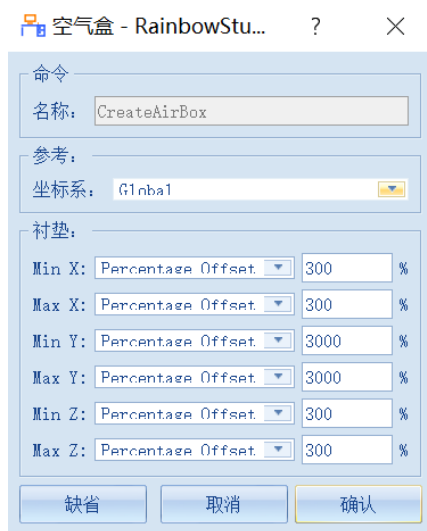 空气盒 - RainbowStu... ?
命令
名称: CreateAirBox
参考:
坐标系: Global
衬垫:
Min X: Percentage Offset 300 %
Max X: Percentage Offset 300 %
Min Y: Percentage Offset 3000 %
Max Y: Percentage Offset 3000 %
Min Z: Percentage Offset 300 %
Max Z: Percentage Offset 300 %
缺省 取消 确认